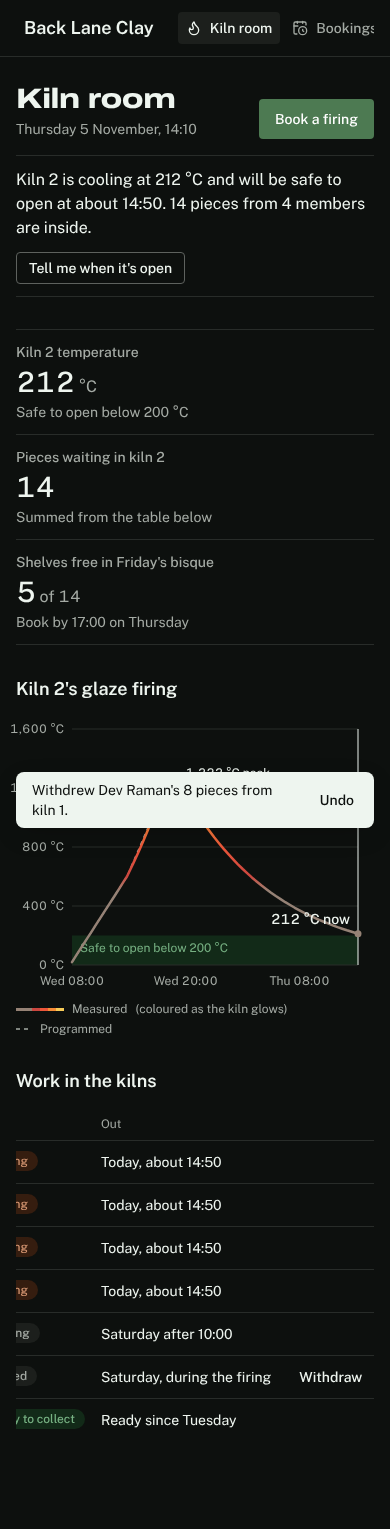 Back Lane Clay
Kiln room
Bookings
Kiln room
Thursday 5 November, 14:10
Book a firing
Kiln 2 is cooling at 212 °C and will be safe to
open at about 14:50. 14 pieces from 4 members
are inside.
Tell me when it's open
Kiln 2 temperature
212 °C
Safe to open below 200 °C
Pieces waiting in kiln 2
14
Summed from the table below
Shelves free in Friday's bisque
5 of 14
Book by 17:00 on Thursday
Kiln 2's glaze firing
1,600 °C
Withdrew Dev Raman's 8 pieces from
kiln 1.
Undo
800 °C
400 °C
212 °C now
Safe to open below 200 °C
0 °C
Wed 08:00
Wed 20:00
Thu 08:00
Measured (coloured as the kiln glows)
Programmed
Work in the kilns
Out
ng
Today, about 14:50
ng
Today, about 14:50
ng
Today, about 14:50
ng
Today, about 14:50
ng
Saturday after 10:00
ed
Saturday, during the firing
Withdraw
y to collect
Ready since Tuesday